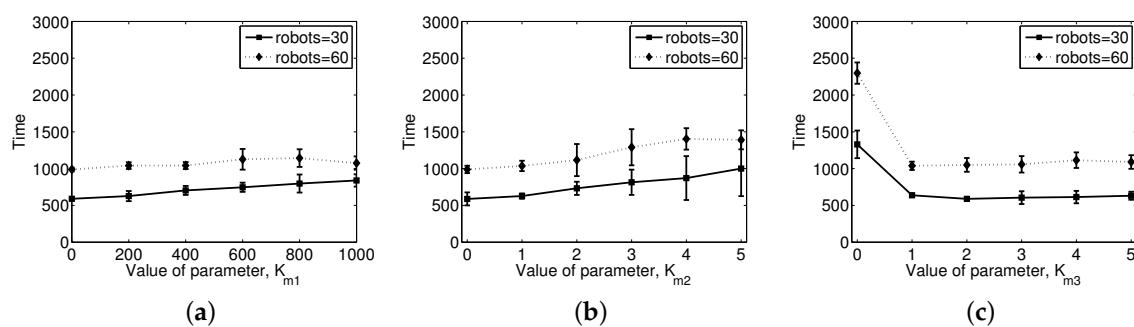 3000
2500
2000
1500
1000
500
0
Time
robots=30
robots=60
0 200 400 600 800 1000
Value of parameter, Km1
(a)
3000
2500
2000
1500
1000
500
0
Time
robots=30
robots=60
0 1 2 3 4 5
Value of parameter, Km2
(b)
3000
2500
2000
1500
1000
500
0
Time
robots=30
robots=60
0 1 2 3 4 5
Value of parameter, Km3
(c)